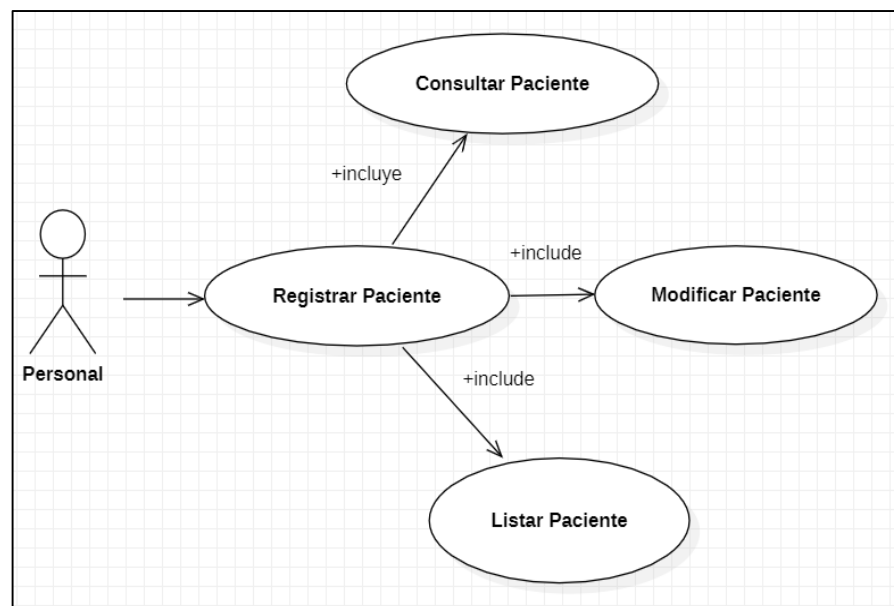 Consultar Paciente
+incluye
+include
Registrar Paciente
Modificar Paciente
Personal
+include
Listar Paciente